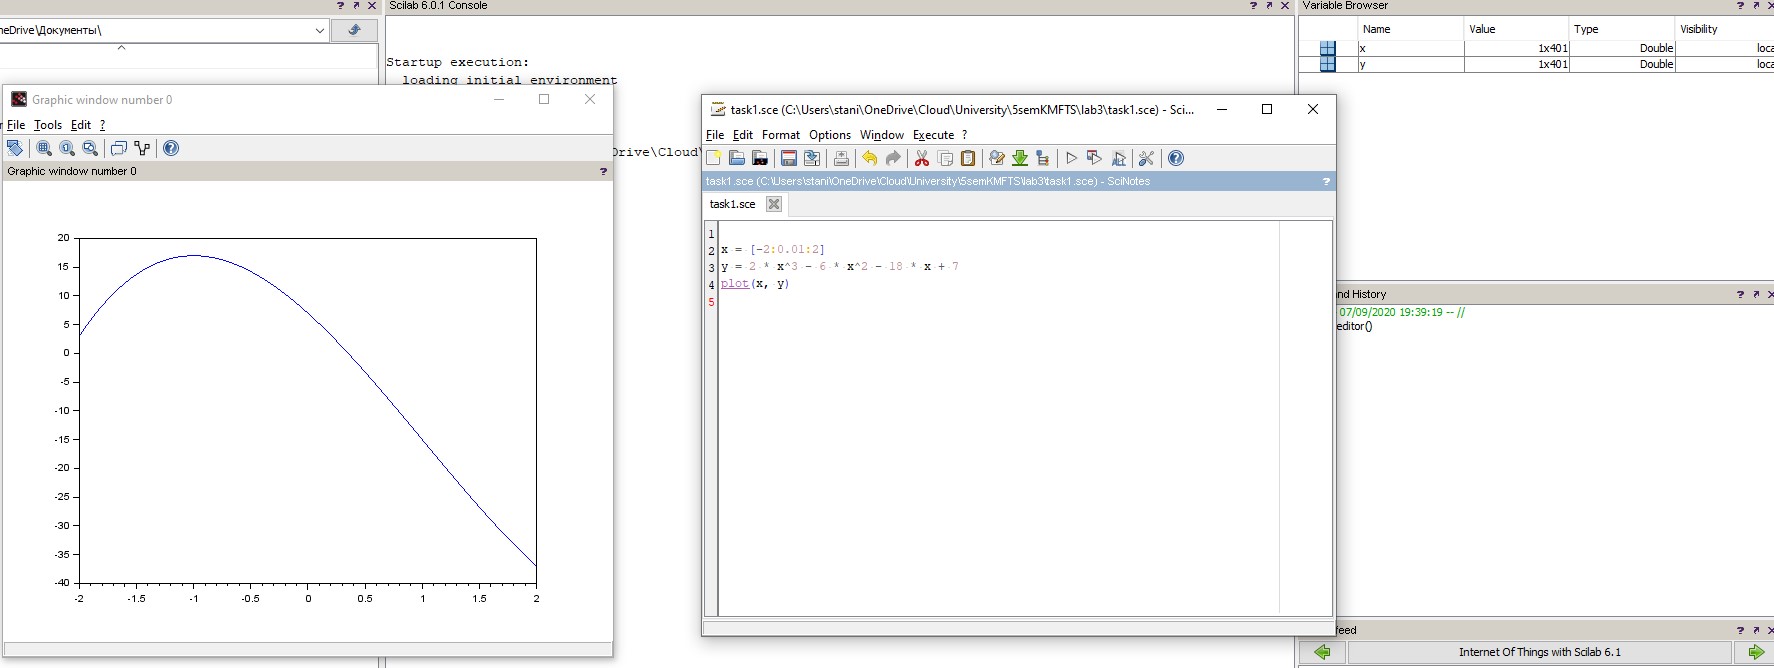 neDrive\Документы\
Scilab 6.0.1 Console
Startup execution:
loading initial environment
Drive\Cloud\
Graphic window number 0
File Tools Edit ?
Graphic window number 0
20
15
10
5
0
-5
-10
-15
-20
-25
-30
-35
-40
-2 -1.5 -1 -0.5 0 0.5 1 1.5 2
task1.sce (C:\Users\stani\OneDrive\Cloud\University\5semKMFTS\lab3\task1.sce) - Sci...
File Edit Format Options Window Execute ?
task1.sce (C:\Users\stani\OneDrive\Cloud\University\5semKMFTS\lab3\task1.sce) - SciNotes
task1.sce
1
2 x = [-2:0.01:2]
3 y = 2 * x^3 - 6 * x^2 - 18 * x + 7
4 plot(x, y)
5
Variable Browser
Name Value Type Visibility
x 1x401 Double loca
y 1x401 Double loca
nd History
07/09/2020 19:39:19 -- //
editor()
feed
Internet Of Things with Scilab 6.1